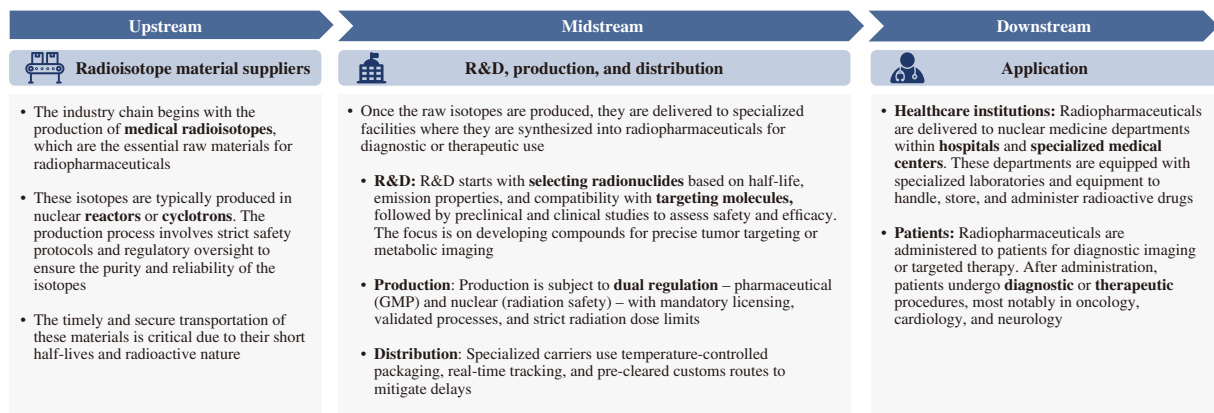 Upstream
Midstream
Downstream
Radioisotope material suppliers
R&D, production, and distribution
Application
• The industry chain begins with the
production of medical radioisotopes,
which are the essential raw materials for
radiopharmaceuticals
• These isotopes are typically produced in
nuclear reactors or cyclotrons. The
production process involves strict safety
protocols and regulatory oversight to
ensure the purity and reliability of the
isotopes
• The timely and secure transportation of
these materials is critical due to their short
half-lives and radioactive nature
• Once the raw isotopes are produced, they are delivered to specialized
facilities where they are synthesized into radiopharmaceuticals for
diagnostic or therapeutic use
• R&D: R&D starts with selecting radionuclides based on half-life,
emission properties, and compatibility with targeting molecules,
followed by preclinical and clinical studies to assess safety and efficacy.
The focus is on developing compounds for precise tumor targeting or
metabolic imaging
• Production: Production is subject to dual regulation – pharmaceutical
(GMP) and nuclear (radiation safety) – with mandatory licensing,
validated processes, and strict radiation dose limits
• Distribution: Specialized carriers use temperature-controlled
packaging, real-time tracking, and pre-cleared customs routes to
mitigate delays
• Healthcare institutions: Radiopharmaceuticals
are delivered to nuclear medicine departments
within hospitals and specialized medical
centers. These departments are equipped with
specialized laboratories and equipment to
handle, store, and administer radioactive drugs
• Patients: Radiopharmaceuticals are
administered to patients for diagnostic imaging
or targeted therapy. After administration,
patients undergo diagnostic or therapeutic
procedures, most notably in oncology,
cardiology, and neurology